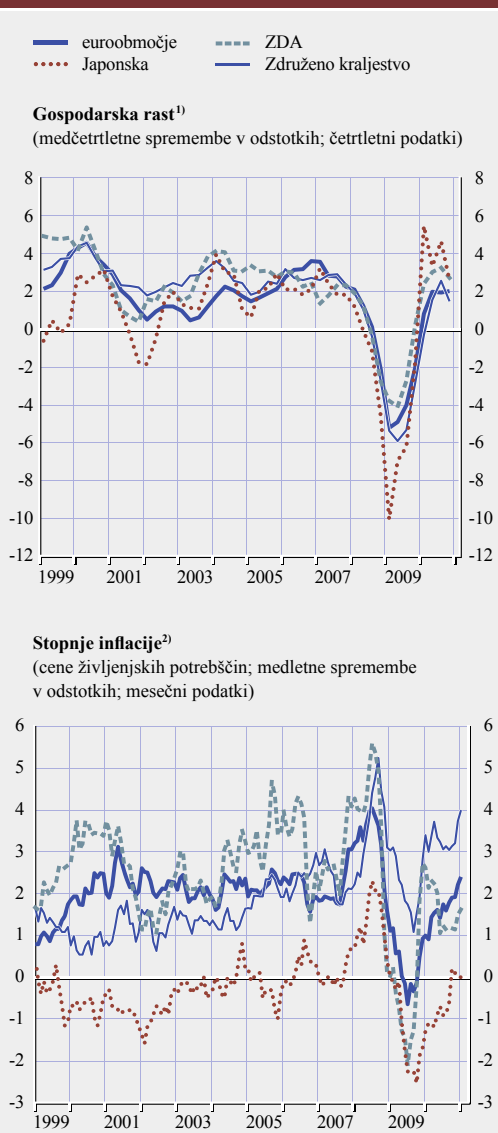 euroobmočje
ZDA
Japonska
Združeno kraljestvo
Gospodarska rast1)
(medčetrtletne spremembe v odstotkih; četrtletni podatki)
8 8
6 6
4 4
2 2
0 0
-2 -2
-4 -4
-6 -6
-8 -8
-10 -10
-12 -12
1999 2001 2003 2005 2007 2009
Stopnje inflacije2)
(cene življenjskih potrebščin; medletne spremembe
v odstotkih; mesečni podatki)
6 6
5 5
4 4
3 3
2 2
1 1
0 0
-1 -1
-2 -2
-3 -3
1999 2001 2003 2005 2007 2009